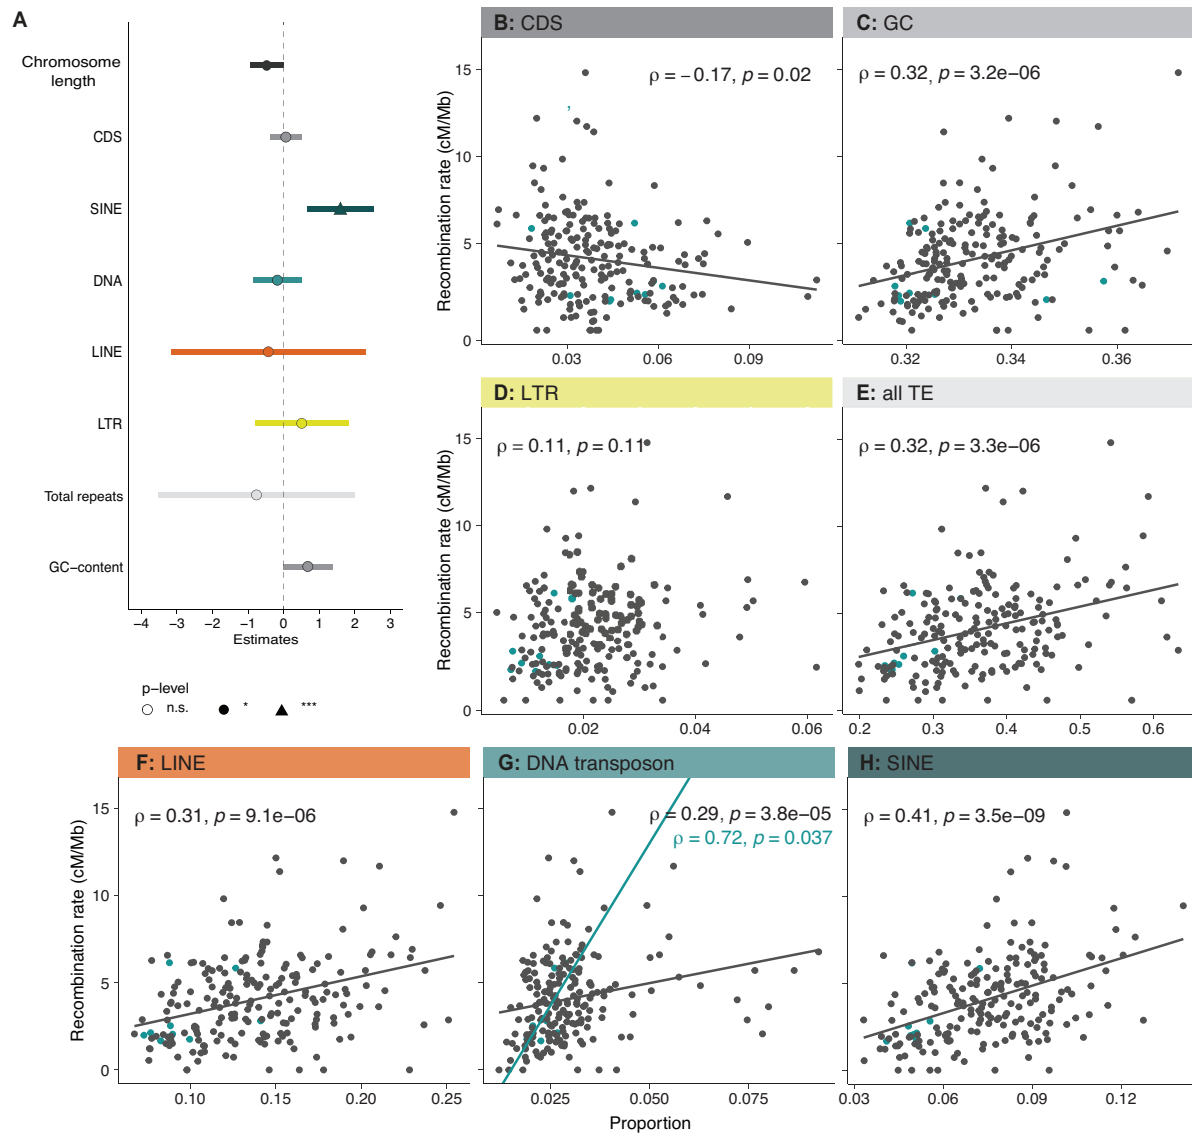 A
Chromosome
length
CDS
SINE
DNA
LINE
LTR
Total repeats
GC−content
−4 −3 −2 −1 0 1 2 3
Estimates
p−level
n.s. * ***
B: CDS
ρ = −0.17, p = 0.02
,
Recombination rate (cM/Mb)
15
10
5
0
0.03 0.06 0.09
C: GC
ρ = 0.32, p = 3.2e−06
0.32 0.34 0.36
D: LTR
ρ = 0.11, p = 0.11
Recombination rate (cM/Mb)
15
10
5
0
0.02 0.04 0.06
E: all TE
ρ = 0.32, p = 3.3e−06
0.2 0.3 0.4 0.5 0.6
F: LINE
ρ = 0.31, p = 9.1e−06
Recombination rate (cM/Mb)
15
10
5
0
0.10 0.15 0.20 0.25
G: DNA transposon
ρ = 0.29, p = 3.8e−05
ρ = 0.72, p = 0.037
0.025 0.050 0.075
Proportion
H: SINE
ρ = 0.41, p = 3.5e−09
0.03 0.06 0.09 0.12